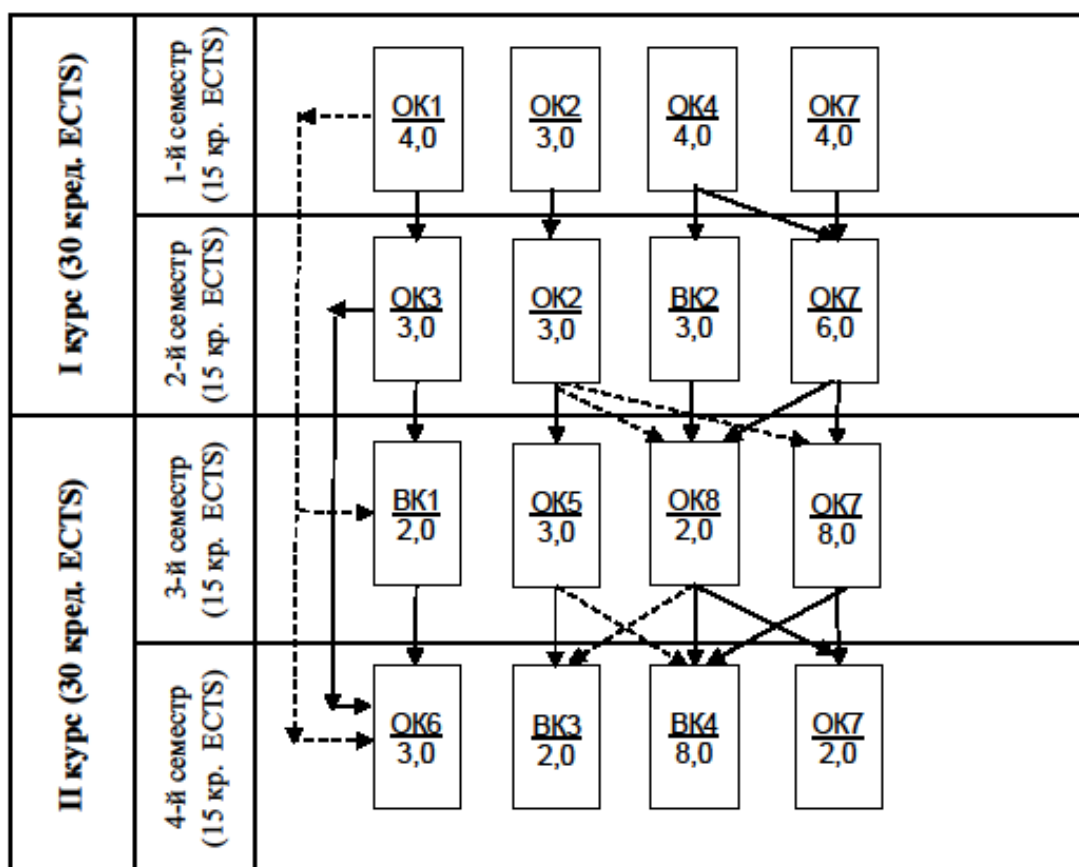 I курс (30 кред. ECTS)
1-й семестр
(15 кр. ECTS)
ОК1
4,0
ОК2
3,0
ОК4
4,0
ОК7
4,0
2-й семестр
(15 кр. ECTS)
ОК3
3,0
ОК2
3,0
ВК2
3,0
ОК7
6,0
II курс (30 кред. ECTS)
3-й семестр
(15 кр. ECTS)
ВК1
2,0
ОК5
3,0
ОК8
2,0
ОК7
8,0
4-й семестр
(15 кр. ECTS)
ОК6
3,0
ВК3
2,0
ВК4
8,0
ОК7
2,0